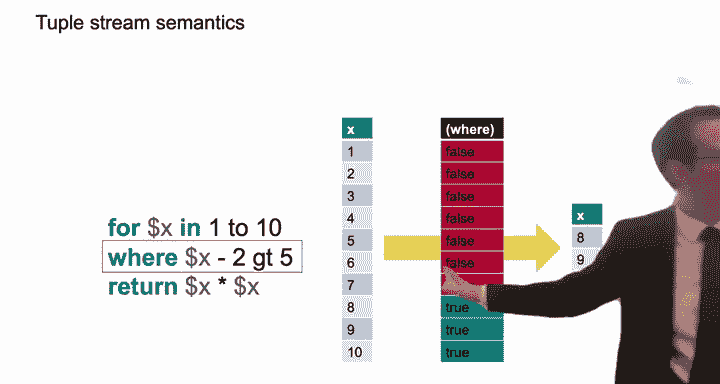 Tuple stream semantics
for $x in 1 to 10
where $x - 2 gt 5
return $x * $x
x
1
2
3
4
5
6
7
8
9
10
(where)
false
false
false
false
false
false
true
true
true
x
8
9